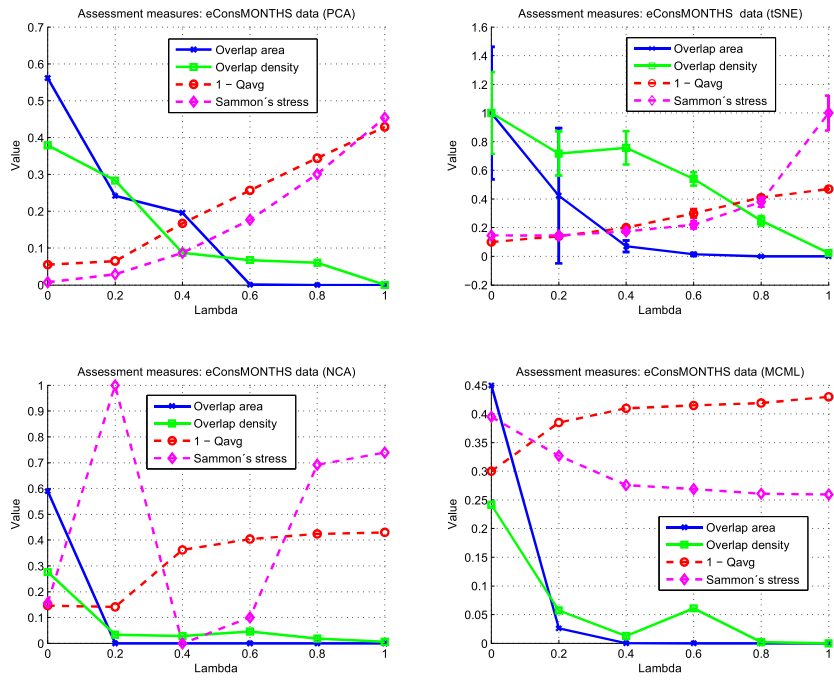 Assessment measures: eConsMONTHS data (PCA)
0.7
0.6
0.5
0.4
0.3
0.2
0.1
0
Value
Overlap area
Overlap density
1 − Qavg
Sammon´s stress
0 0.2 0.4 0.6 0.8 1
Lambda
Assessment measures: eConsMONTHS data (tSNE)
1.6
1.4
1.2
1
0.8
0.6
0.4
0.2
0
−0.2
Value
Overlap area
Overlap density
1 − Qavg
Sammon´s stress
0 0.2 0.4 0.6 0.8 1
Lambda
Assessment measures: eConsMONTHS data (NCA)
1
0.9
0.8
0.7
0.6
0.5
0.4
0.3
0.2
0.1
0
Value
Overlap area
Overlap density
1 − Qavg
Sammon´s stress
0 0.2 0.4 0.6 0.8 1
Lambda
Assessment measures: eConsMONTHS data (MCML)
0.45
0.4
0.35
0.3
0.25
0.2
0.15
0.1
0.05
0
Value
Overlap area
Overlap density
1 − Qavg
Sammon´s stress
0 0.2 0.4 0.6 0.8 1
Lambda